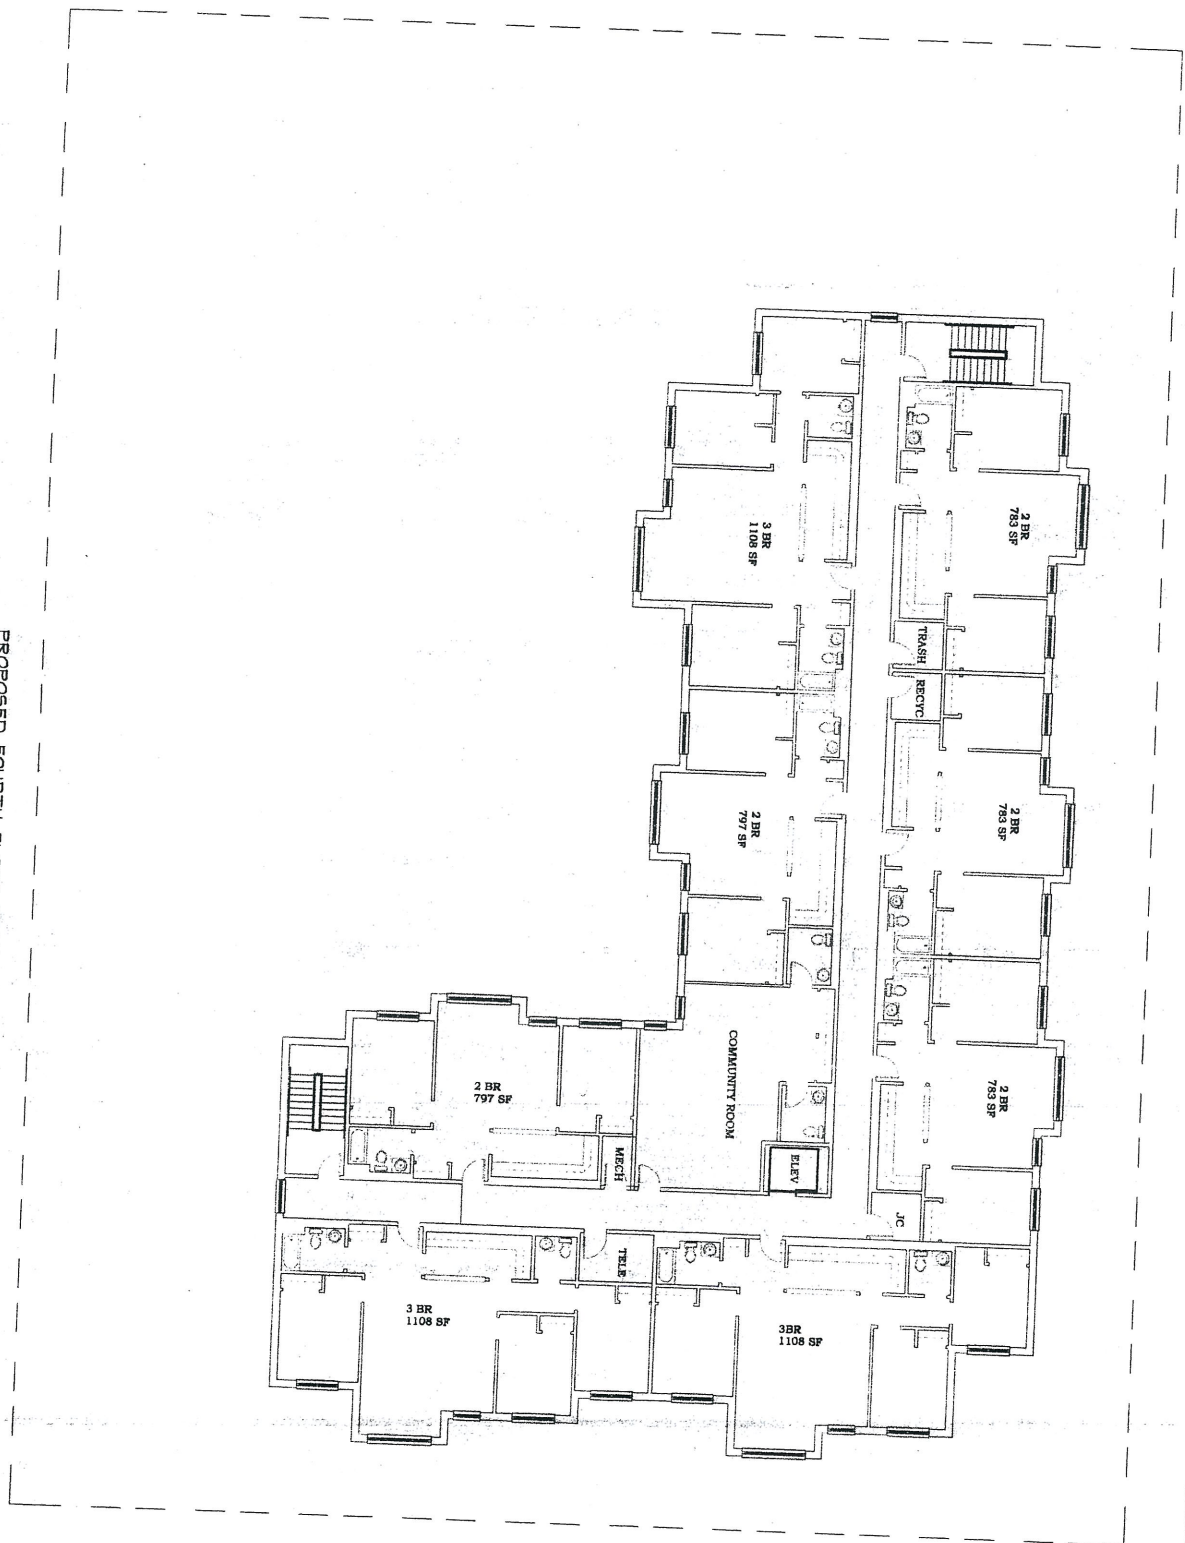 3 BR
1108 SF
2 BR
783 SF
TRASH
RECYC
2 BR
783 SF
2 BR
797 SF
COMMUNITY ROOM
2 BR
783 SF
2 BR
797 SF
MECH
ELEV
JC
TELE
3 BR
1108 SF
3BR
1108 SF
PROPOSED FOURTH